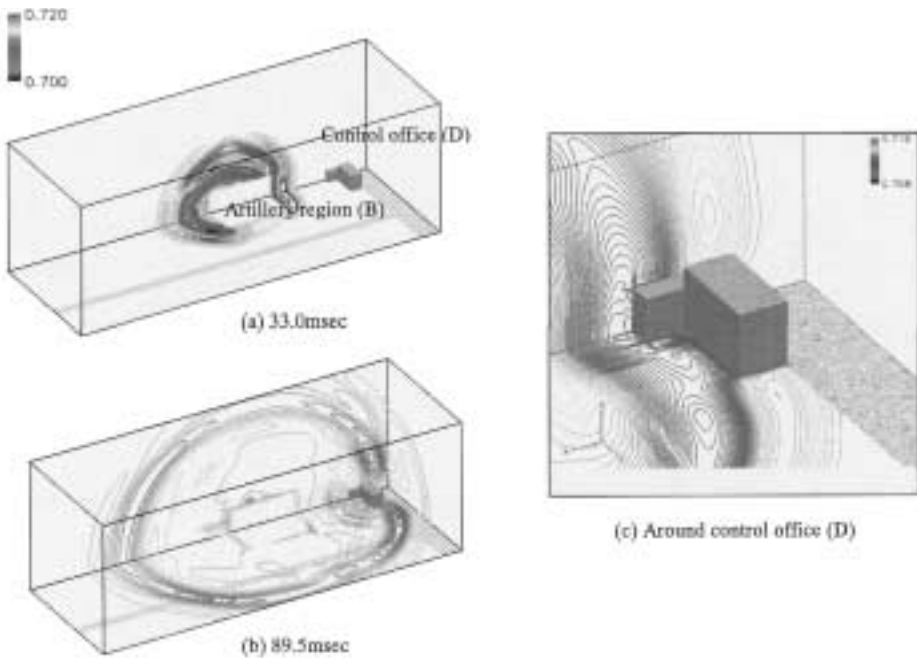 0.720
0.700
Control office (D)
Artillery region (B)
(a) 33.0msec
(b) 89.5msec
(c) Around control office (D)